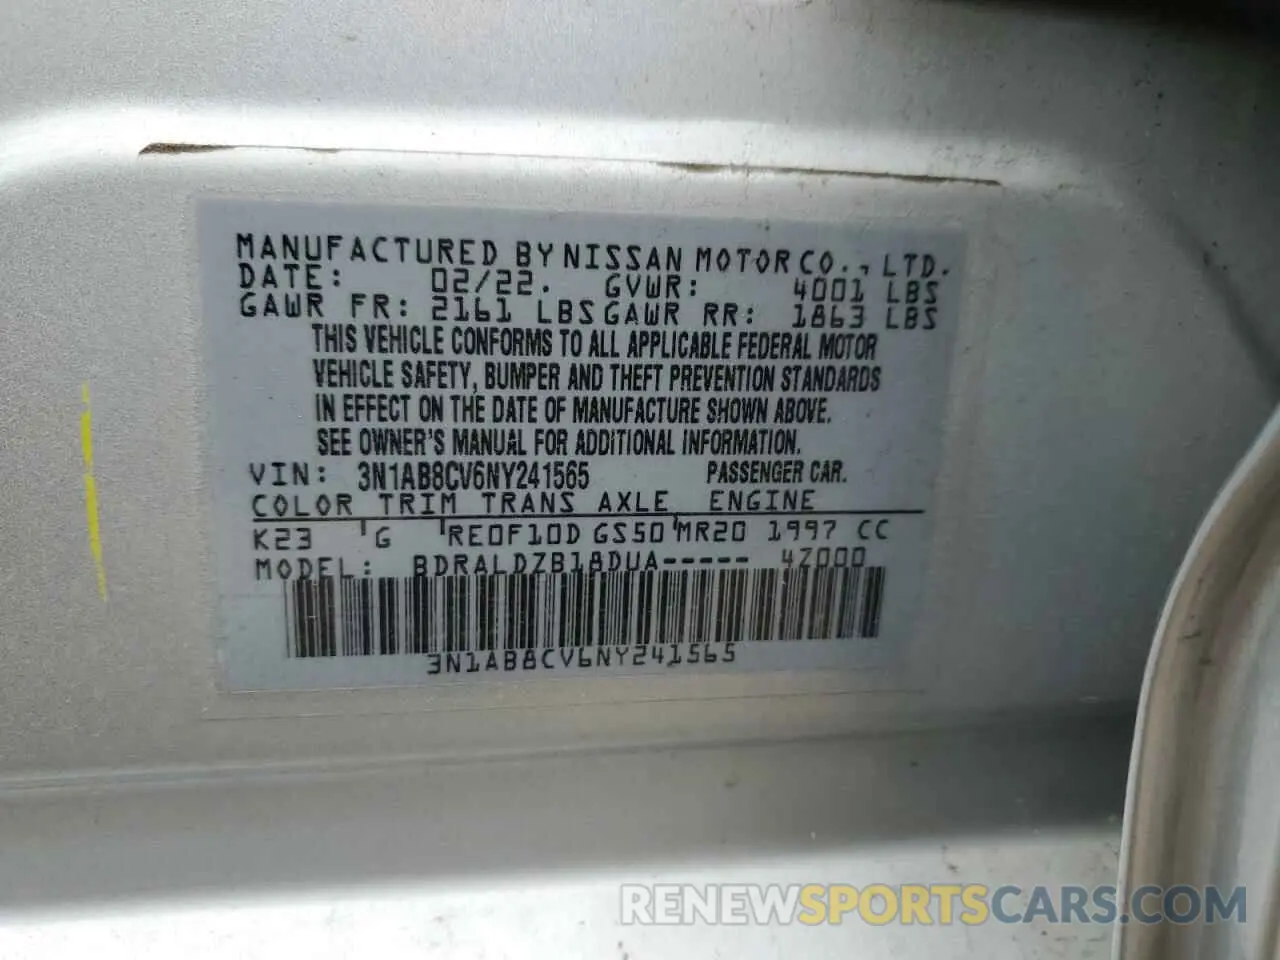 MANUFACTURED BY NISSAN MOTOR CO., LTD.
DATE: 02/22. GVWR: 4001 LBS
GAWR FR: 2161 LBS GAWR RR: 1863 LBS
THIS VEHICLE CONFORMS TO ALL APPLICABLE FEDERAL MOTOR
VEHICLE SAFETY, BUMPER AND THEFT PREVENTION STANDARDS
IN EFFECT ON THE DATE OF MANUFACTURE SHOWN ABOVE.
SEE OWNER'S MANUAL FOR ADDITIONAL INFORMATION.
VIN: 3N1AB8CV6NY241565 PASSENGER CAR.
COLOR TRIM TRANS AXLE ENGINE
K23 G RE0F10D GS50 MR20 1997 CC
MODEL: BDRALDZB18DUA----- 4Z000
3N1AB8CV6NY241565
RENEWSPORTSCARS.COM